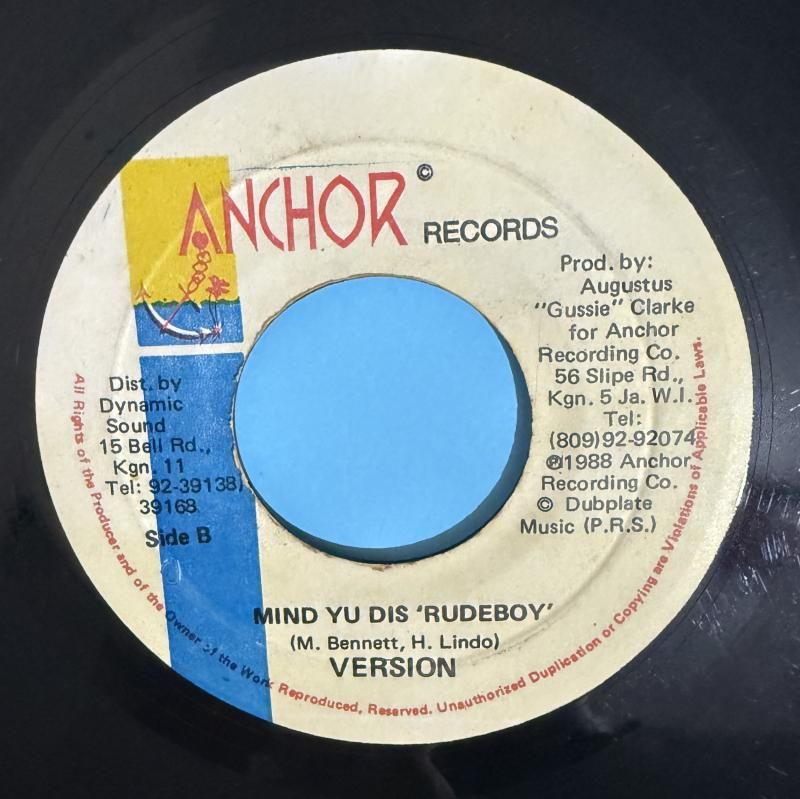 ANCHOR ©
RECORDS
Prod. by:
Augustus
"Gussie" Clarke
for Anchor
Recording Co.
56 Slipe Rd.,
Kgn. 5 Ja. W.I.
Tel:
(809)92-92074
℗1988 Anchor
Recording Co.
© Dubplate
Music (P.R.S.)
Dist. by
Dynamic
Sound
15 Bell Rd.,
Kgn. 11
Tel: 92-39138/
39168
Side B
MIND YU DIS 'RUDEBOY'
(M. Bennett, H. Lindo)
VERSION
All Rights of the Producer and of the Owner of the Work Reproduced, Reserved. Unauthorized Duplication or Copying are Violations of Applicable Laws.